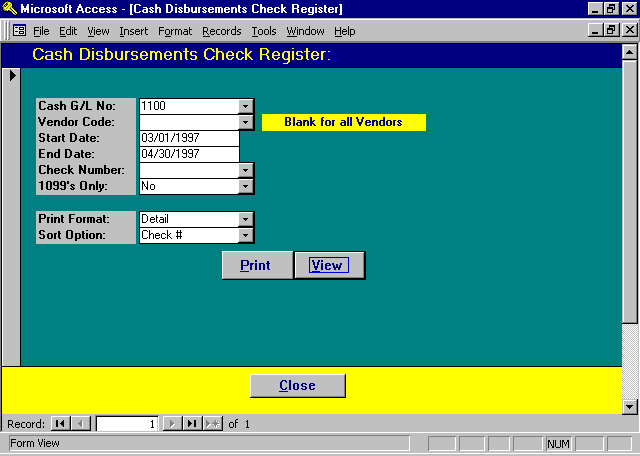 Microsoft Access - [Cash Disbursements Check Register]
File Edit View Insert Format Records Tools Window Help
Cash Disbursements Check Register:
Cash G/L No: 1100
Vendor Code: Blank for all Vendors
Start Date: 03/01/1997
End Date: 04/30/1997
Check Number:
1099's Only: No
Print Format: Detail
Sort Option: Check #
Print View
Close
Record: 1 of 1
Form View NUM